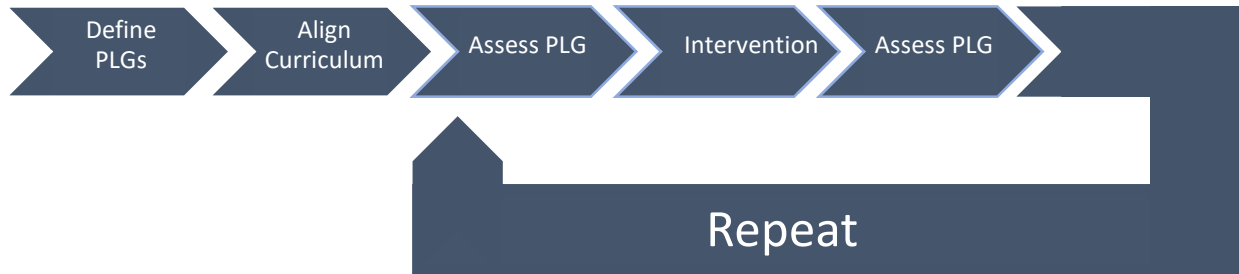 Define
PLGs
Align
Curriculum
Assess PLG
Intervention
Assess PLG
Repeat